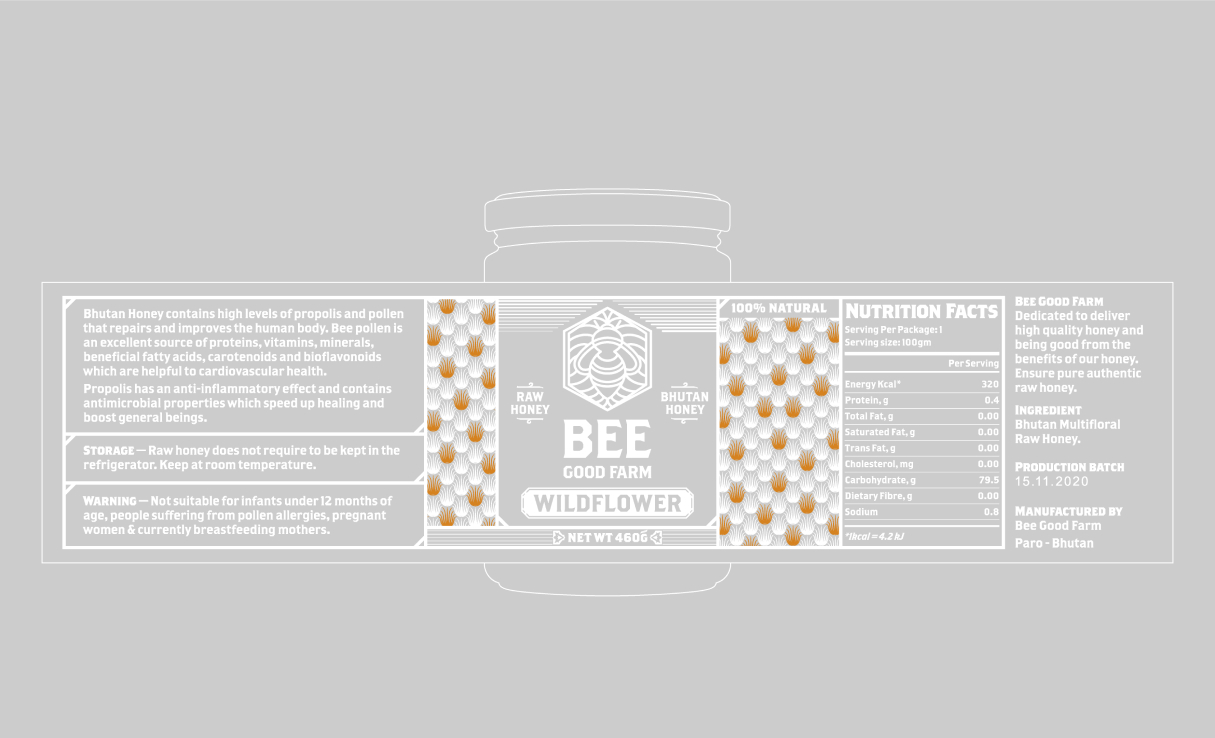 Bhutan Honey contains high levels of propolis and pollen
that repairs and improves the human body. Bee pollen is
an excellent source of proteins, vitamins, minerals,
beneficial fatty acids, carotenoids and bioflavonoids
which are helpful to cardiovascular health.
Propolis has an anti-inflammatory effect and contains
antimicrobial properties which speed up healing and
boost general beings.
STORAGE — Raw honey does not require to be kept in the
refrigerator. Keep at room temperature.
WARNING — Not suitable for infants under 12 months of
age, people suffering from pollen allergies, pregnant
women & currently breastfeeding mothers.
RAW
HONEY
BHUTAN
HONEY
BEE
GOOD FARM
WILDFLOWER
NET WT 460G
100% NATURAL
NUTRITION FACTS
Serving Per Package: 1
Serving size: 100gm
Per Serving
Energy Kcal* 320
Protein, g 0.4
Total Fat, g 0.00
Saturated Fat, g 0.00
Trans Fat, g 0.00
Cholesterol, mg 0.00
Carbohydrate, g 79.5
Dietary Fibre, g 0.00
Sodium 0.8
*1kcal = 4.2 kJ
BEE GOOD FARM
Dedicated to deliver
high quality honey and
being good from the
benefits of our honey.
Ensure pure authentic
raw honey.
INGREDIENT
Bhutan Multifloral
Raw Honey.
PRODUCTION BATCH
15.11.2020
MANUFACTURED BY
Bee Good Farm
Paro - Bhutan